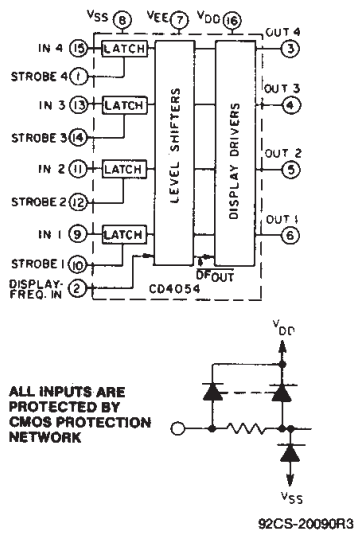 VSS 8 VEE 7 VDD 16
OUT 4
IN 4 15 LATCH 3
STROBE 4 1
OUT 3
IN 3 13 LATCH 4
STROBE 3 14
LEVEL SHIFTERS
DISPLAY DRIVERS
OUT 2
IN 2 11 LATCH 5
STROBE 2 12
OUT 1
IN 1 9 LATCH 6
STROBE 1 10
DISPLAY-
FREQ. IN 2
DFOUT
CD4054
VDD
ALL INPUTS ARE
PROTECTED BY
CMOS PROTECTION
NETWORK
VSS
92CS-20090R3